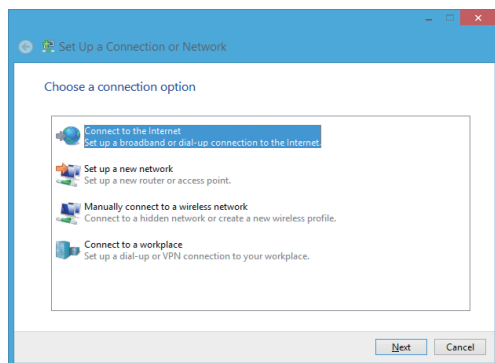 Set Up a Connection or Network
Choose a connection option
Connect to the Internet
Set up a broadband or dial-up connection to the Internet.
Set up a new network
Set up a new router or access point.
Manually connect to a wireless network
Connect to a hidden network or create a new wireless profile.
Connect to a workplace
Set up a dial-up or VPN connection to your workplace.
Next Cancel